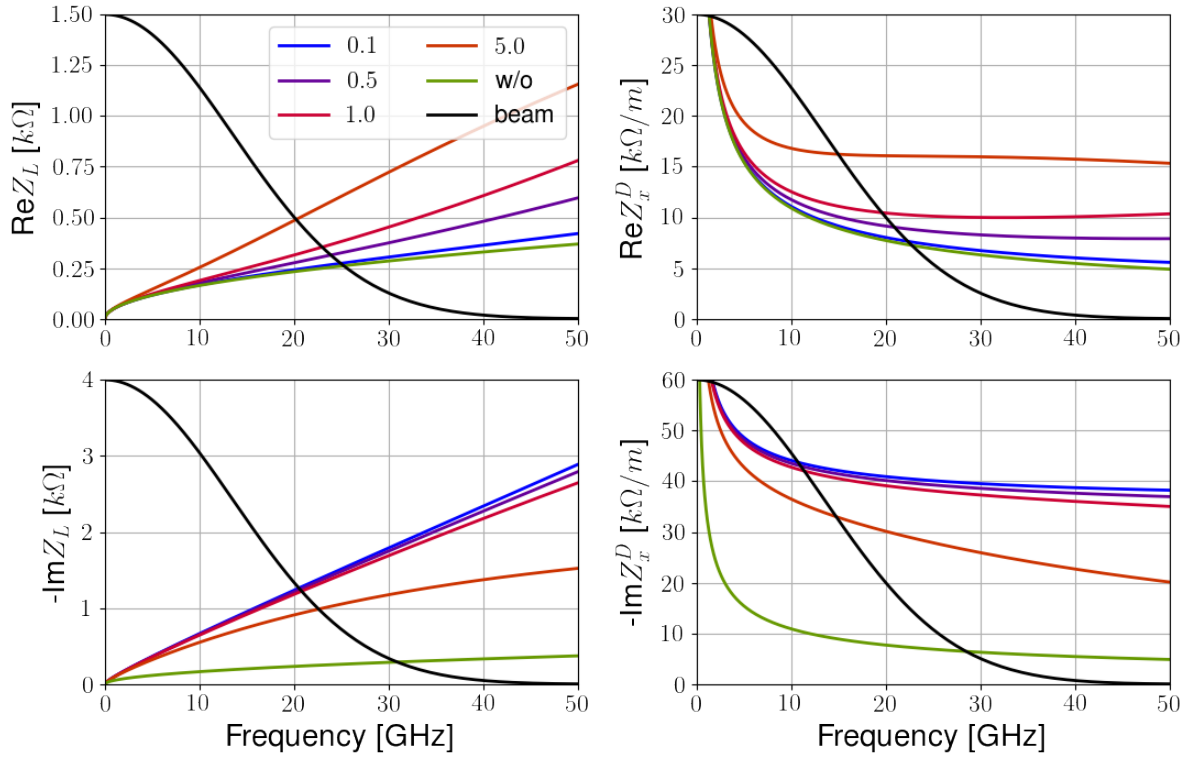 1.50
1.25
1.00
0.75
0.50
0.25
0.00
ReZ_L [kΩ]
0.1
0.5
1.0
5.0
w/o
beam
0 10 20 30 40 50
30
25
20
15
10
5
0
ReZ_x^D [kΩ/m]
0 10 20 30 40 50
4
3
2
1
0
-ImZ_L [kΩ]
0 10 20 30 40 50
Frequency [GHz]
60
50
40
30
20
10
0
-ImZ_x^D [kΩ/m]
0 10 20 30 40 50
Frequency [GHz]